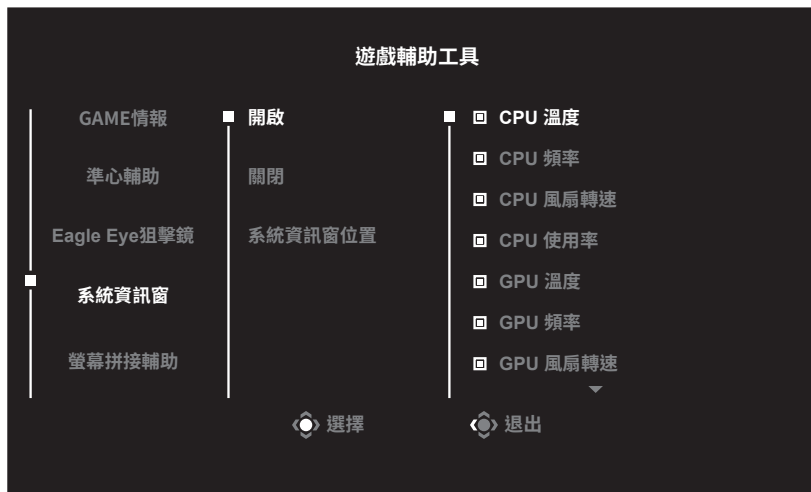 遊戲輔助工具
GAME情報
準心輔助
Eagle Eye狙擊鏡
系統資訊窗
螢幕拼接輔助
開啟
關閉
系統資訊窗位置
CPU 溫度
CPU 頻率
CPU 風扇轉速
CPU 使用率
GPU 溫度
GPU 頻率
GPU 風扇轉速
選擇
退出